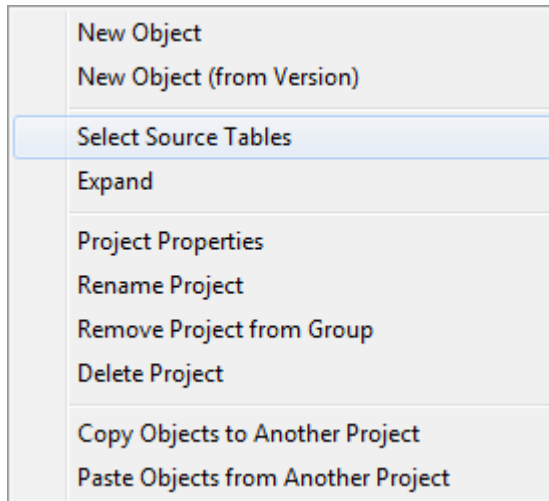 New Object
New Object (from Version)
Select Source Tables
Expand
Project Properties
Rename Project
Remove Project from Group
Delete Project
Copy Objects to Another Project
Paste Objects from Another Project